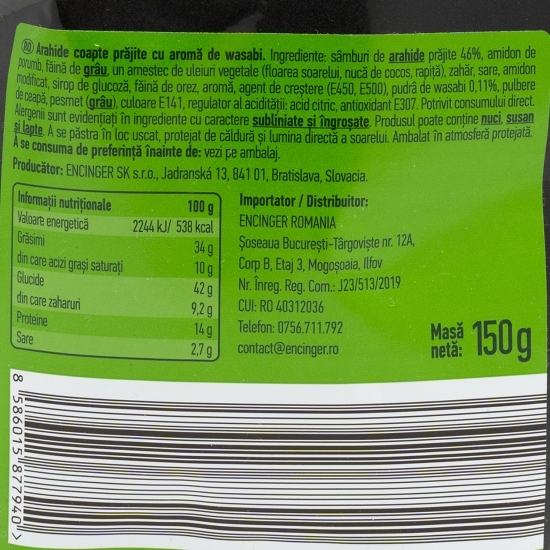 RO Arahide coapte prăjite cu aromă de wasabi. Ingrediente: sâmburi de arahide prăjite 46%, amidon de
porumb, făină de grâu, un amestec de uleiuri vegetale (floarea soarelui, nucă de cocos, rapiță), zahăr, sare, amidon
modificat, sirop de glucoză, făină de orez, aromă, agent de creștere (E450, E500), pudră de wasabi 0,11%, pulbere
de ceapă, pesmet (grâu), culoare E141, regulator al acidității: acid citric, antioxidant E307. Potrivit consumului direct.
Alergenii sunt evidențiați în ingrediente cu caractere subliniate și îngroșate. Produsul poate conține nuci, susan
și lapte. A se păstra în loc uscat, protejat de căldură și lumina directă a soarelui. Ambalat în atmosferă protejată.
A se consuma de preferință înainte de: vezi pe ambalaj.
Producător: ENCINGER SK s.r.o., Jadranská 13, 841 01, Bratislava, Slovacia.
Informații nutriționale 100 g
Valoare energetică 2244 kJ/ 538 kcal
Grăsimi 34 g
din care acizi grași saturați 10 g
Glucide 42 g
din care zaharuri 9,2 g
Proteine 14 g
Sare 2,7 g
Importator / Distribuitor:
ENCINGER ROMANIA
Șoseaua București-Târgoviște nr. 12A,
Corp B, Etaj 3, Mogoșoaia, Ilfov
Nr. Înreg. Reg. Com.: J23/513/2019
CUI: RO 40312036
Telefon: 0756.711.792
contact@encinger.ro
Masă
netă: 150 g
8 586015 877940 >